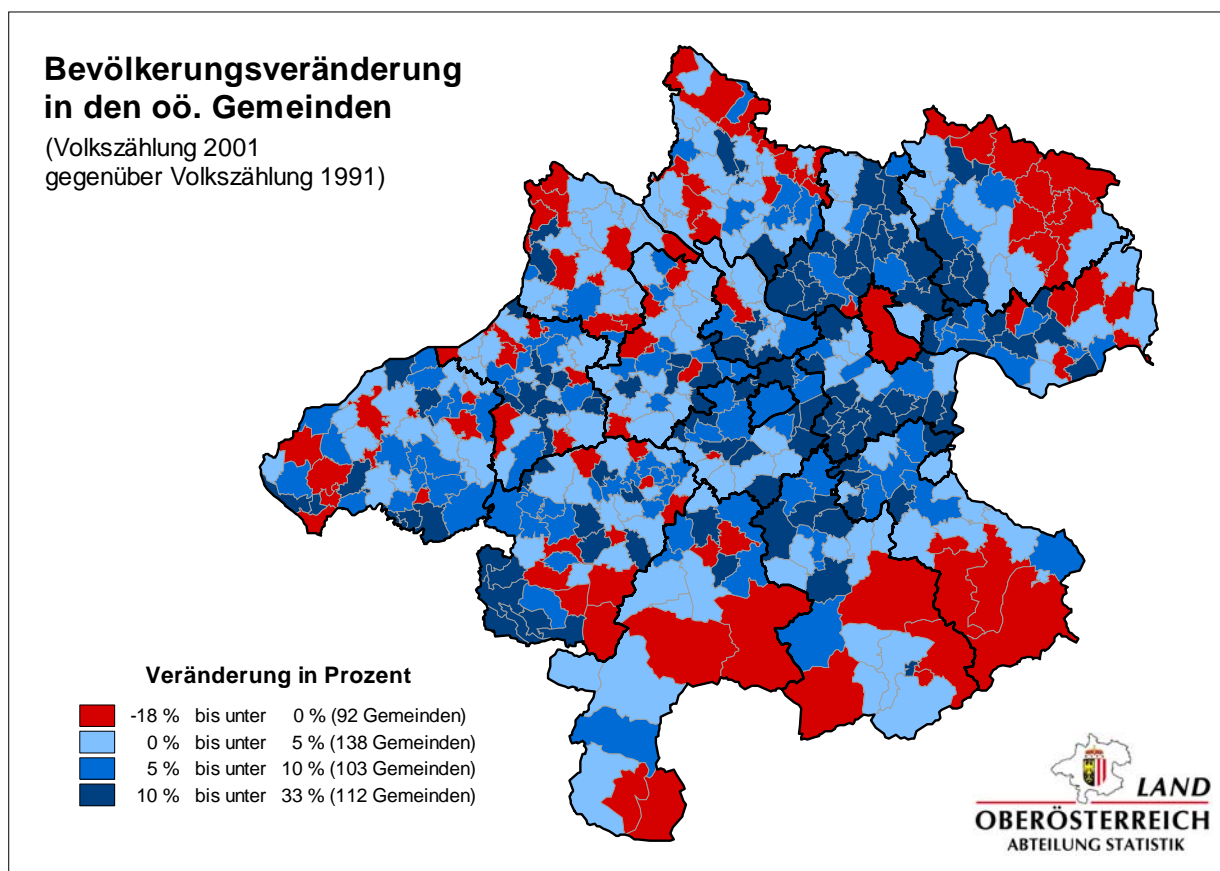 Bevölkerungsveränderung
in den oö. Gemeinden
(Volkszählung 2001
gegenüber Volkszählung 1991)
Veränderung in Prozent
-18 % bis unter 0 % (92 Gemeinden)
0 % bis unter 5 % (138 Gemeinden)
5 % bis unter 10 % (103 Gemeinden)
10 % bis unter 33 % (112 Gemeinden)
LAND
OBERÖSTERREICH
ABTEILUNG STATISTIK